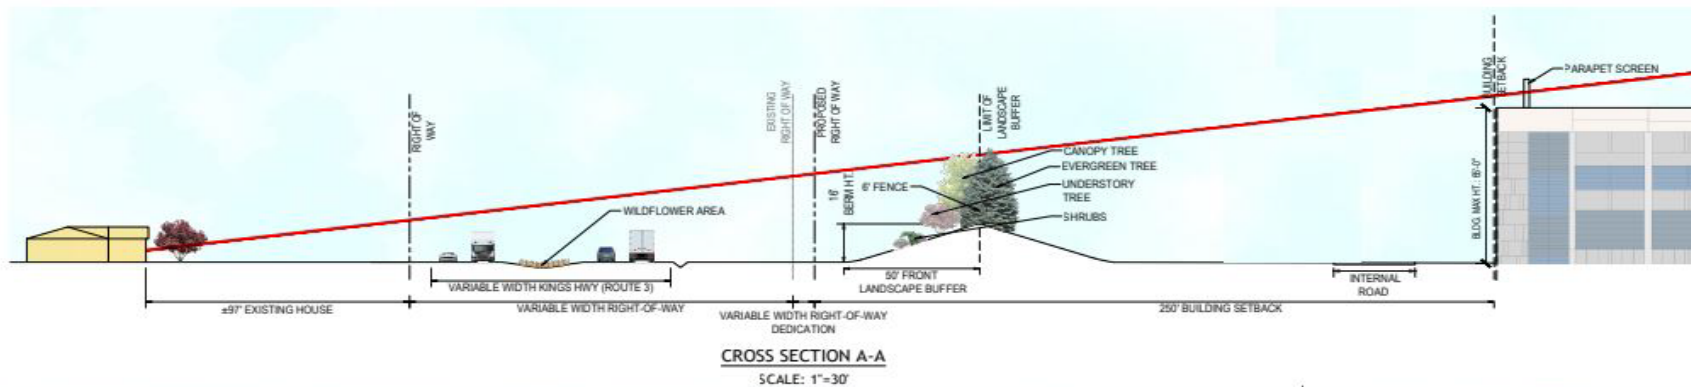 BUILDING
SETBACK
PARAPET SCREEN
EXISTING
RIGHT OF WAY
PROPOSED
RIGHT OF WAY
LIMIT OF
LANDSCAPE
BUFFER
RIGHT OF
WAY
CANOPY TREE
EVERGREEN TREE
6' FENCE
UNDERSTORY
TREE
16'
BERM HT.
SHRUBS
WILDFLOWER AREA
BLDG. MAX HT.: 65'-0"
VARIABLE WIDTH KINGS HWY (ROUTE 3)
50' FRONT
LANDSCAPE BUFFER
INTERNAL
ROAD
±97' EXISTING HOUSE
VARIABLE WIDTH RIGHT-OF-WAY
VARIABLE WIDTH RIGHT-OF-WAY
DEDICATION
250' BUILDING SETBACK
CROSS SECTION A-A
SCALE: 1"=30'